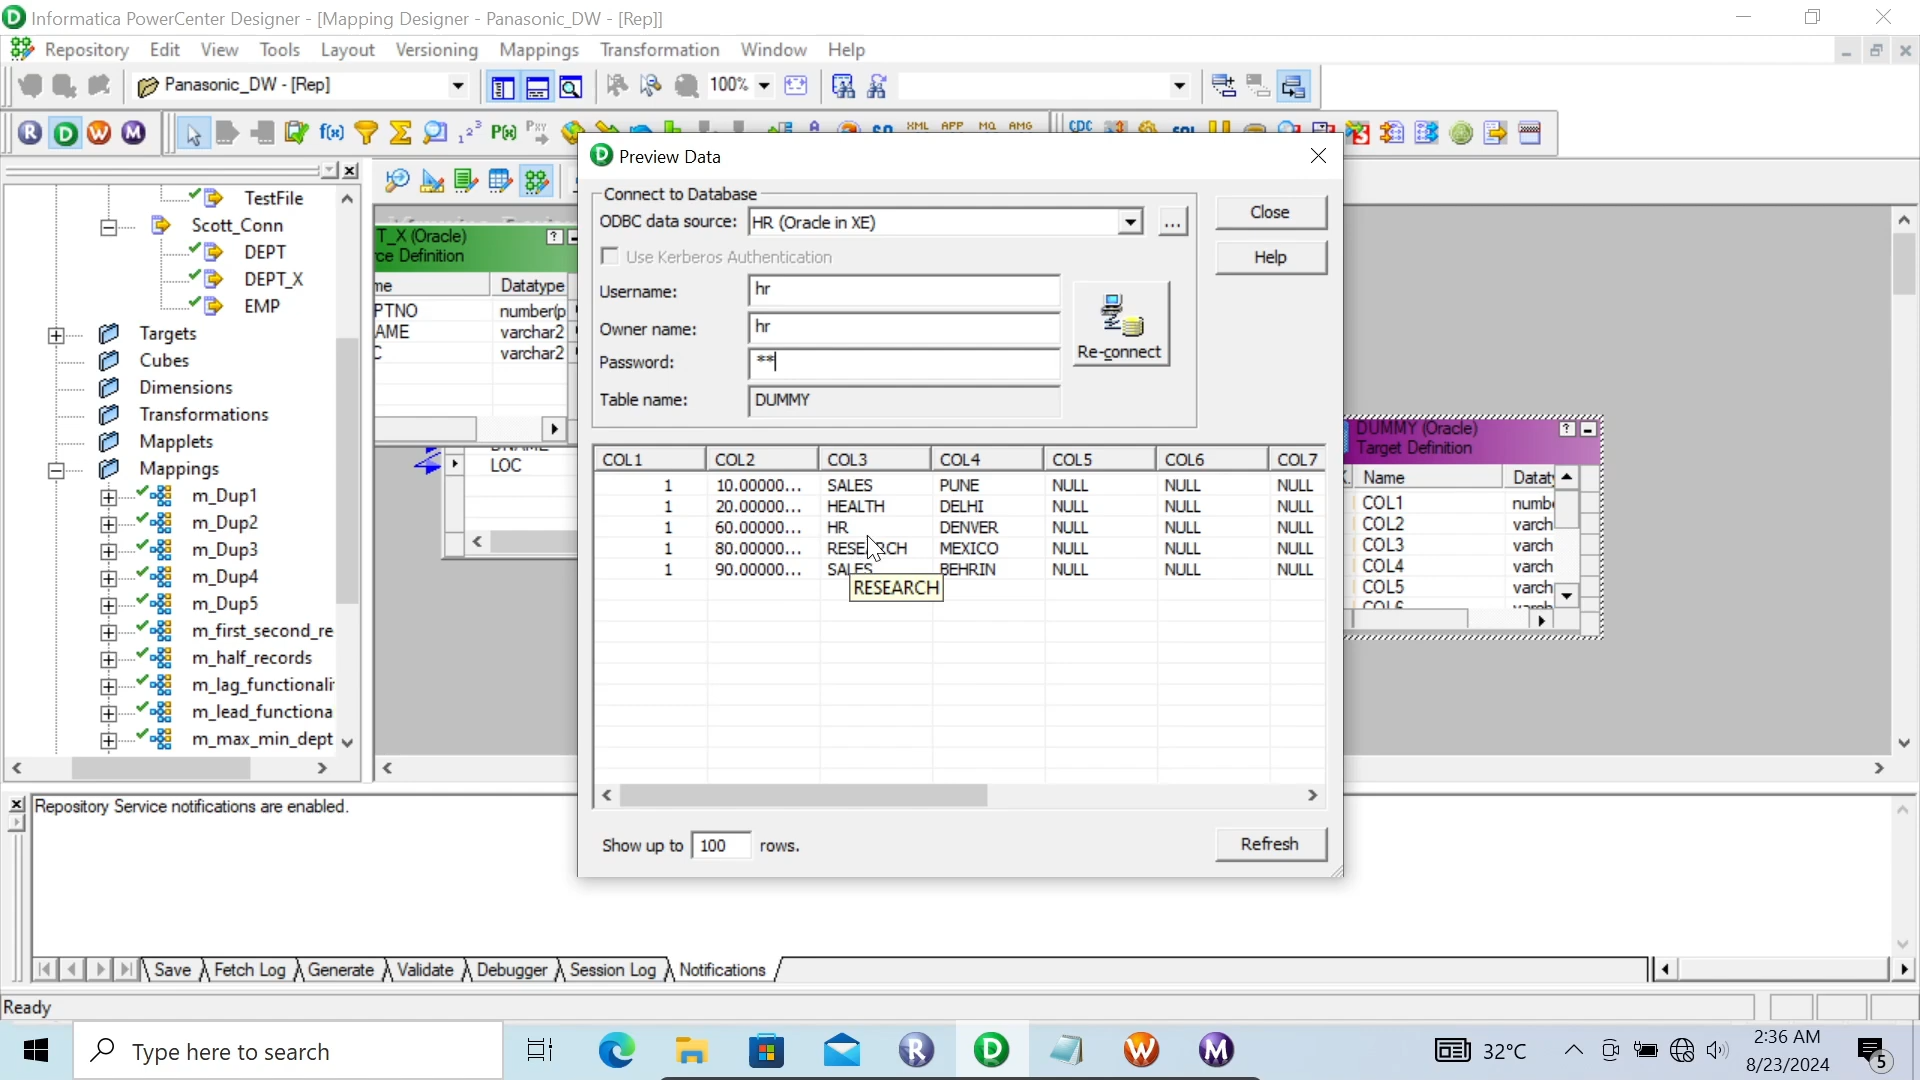 Informatica PowerCenter Designer - [Mapping Designer - Panasonic_DW - [Rep]]
Repository Edit View Tools Layout Versioning Mappings Transformation Window Help
Panasonic_DW - [Rep] 100%
Preview Data
Connect to Database
ODBC data source: HR (Oracle in XE) ... Close
Use Kerberos Authentication Help
Username: hr
Owner name: hr
Re-connect
Password: **
Table name: DUMMY
COL1 COL2 COL3 COL4 COL5 COL6 COL7
1 10.00000... SALES PUNE NULL NULL NULL
1 20.00000... HEALTH DELHI NULL NULL NULL
1 60.00000... HR DENVER NULL NULL NULL
1 80.00000... RESEARCH MEXICO NULL NULL NULL
1 90.00000... SALES BEHRIN NULL NULL NULL
RESEARCH
Show up to 100 rows. Refresh
TestFile
Scott_Conn
DEPT
DEPT_X
EMP
Targets
Cubes
Dimensions
Transformations
Mapplets
Mappings
m_Dup1
m_Dup2
m_Dup3
m_Dup4
m_Dup5
m_first_second_re
m_half_records
m_lag_functionalit
m_lead_functiona
m_max_min_dept
T_X (Oracle)
ce Definition
me Datatype
PTNO number(p
AME varchar2
C varchar2
LOC
DUMMY (Oracle)
Target Definition
Name Datat
COL1 numb
COL2 varch
COL3 varch
COL4 varch
COL5 varch
COL6 varch
Repository Service notifications are enabled.
Save Fetch Log Generate Validate Debugger Session Log Notifications
Ready
Type here to search 32°C 2:36 AM
8/23/2024 5